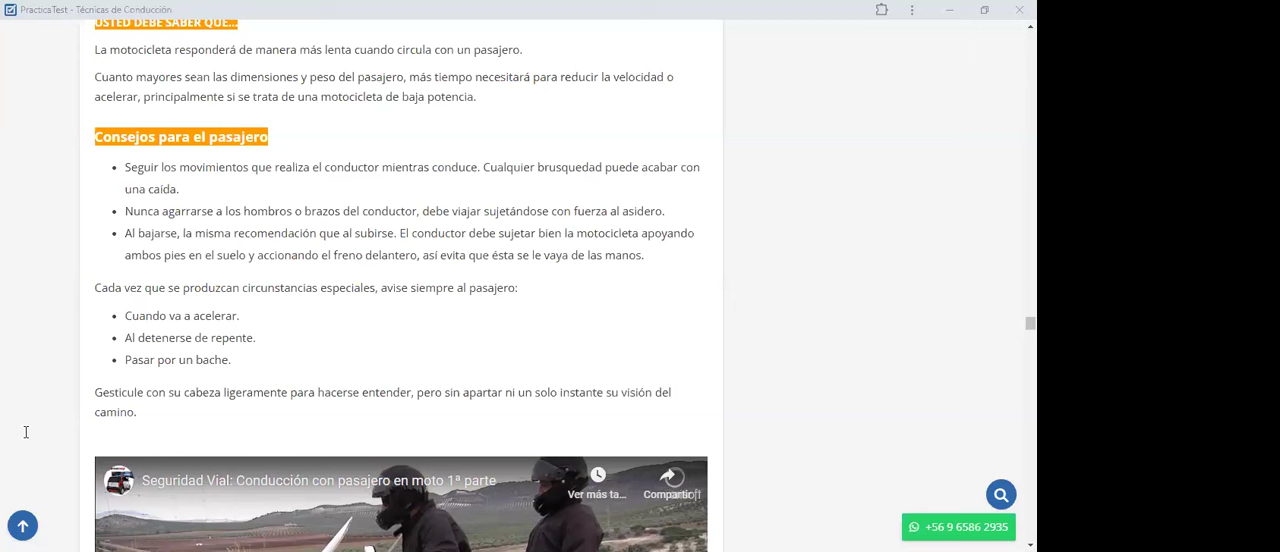 PracticaTest - Técnicas de Conducción
USTED DEBE SABER QUE...
La motocicleta responderá de manera más lenta cuando circula con un pasajero.
Cuanto mayores sean las dimensiones y peso del pasajero, más tiempo necesitará para reducir la velocidad o
acelerar, principalmente si se trata de una motocicleta de baja potencia.
Consejos para el pasajero
• Seguir los movimientos que realiza el conductor mientras conduce. Cualquier brusquedad puede acabar con
una caída.
• Nunca agarrarse a los hombros o brazos del conductor, debe viajar sujetándose con fuerza al asidero.
• Al bajarse, la misma recomendación que al subirse. El conductor debe sujetar bien la motocicleta apoyando
ambos pies en el suelo y accionando el freno delantero, así evita que ésta se le vaya de las manos.
Cada vez que se produzcan circunstancias especiales, avise siempre al pasajero:
• Cuando va a acelerar.
• Al detenerse de repente.
• Pasar por un bache.
Gesticule con su cabeza ligeramente para hacerse entender, pero sin apartar ni un solo instante su visión del
camino.
Seguridad Vial: Conducción con pasajero en moto 1ª parte
Ver más ta...
Compartir
+56 9 6586 2935